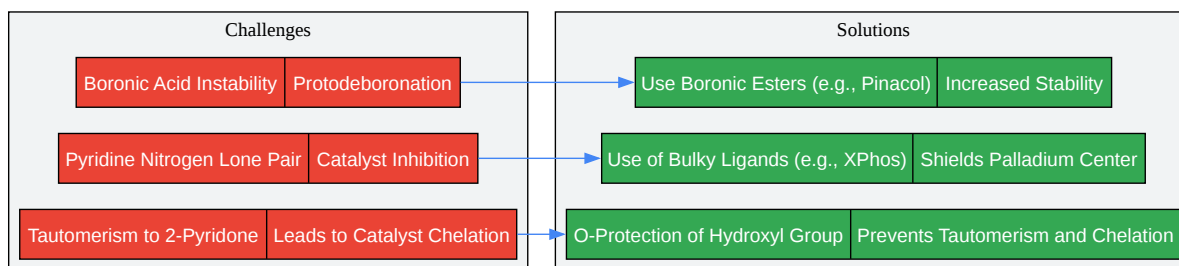 Challenges
Boronic Acid Instability
Protodeboronation
Pyridine Nitrogen Lone Pair
Catalyst Inhibition
Tautomerism to 2-Pyridone
Leads to Catalyst Chelation
Solutions
Use Boronic Esters (e.g., Pinacol)
Increased Stability
Use of Bulky Ligands (e.g., XPhos)
Shields Palladium Center
O-Protection of Hydroxyl Group
Prevents Tautomerism and Chelation